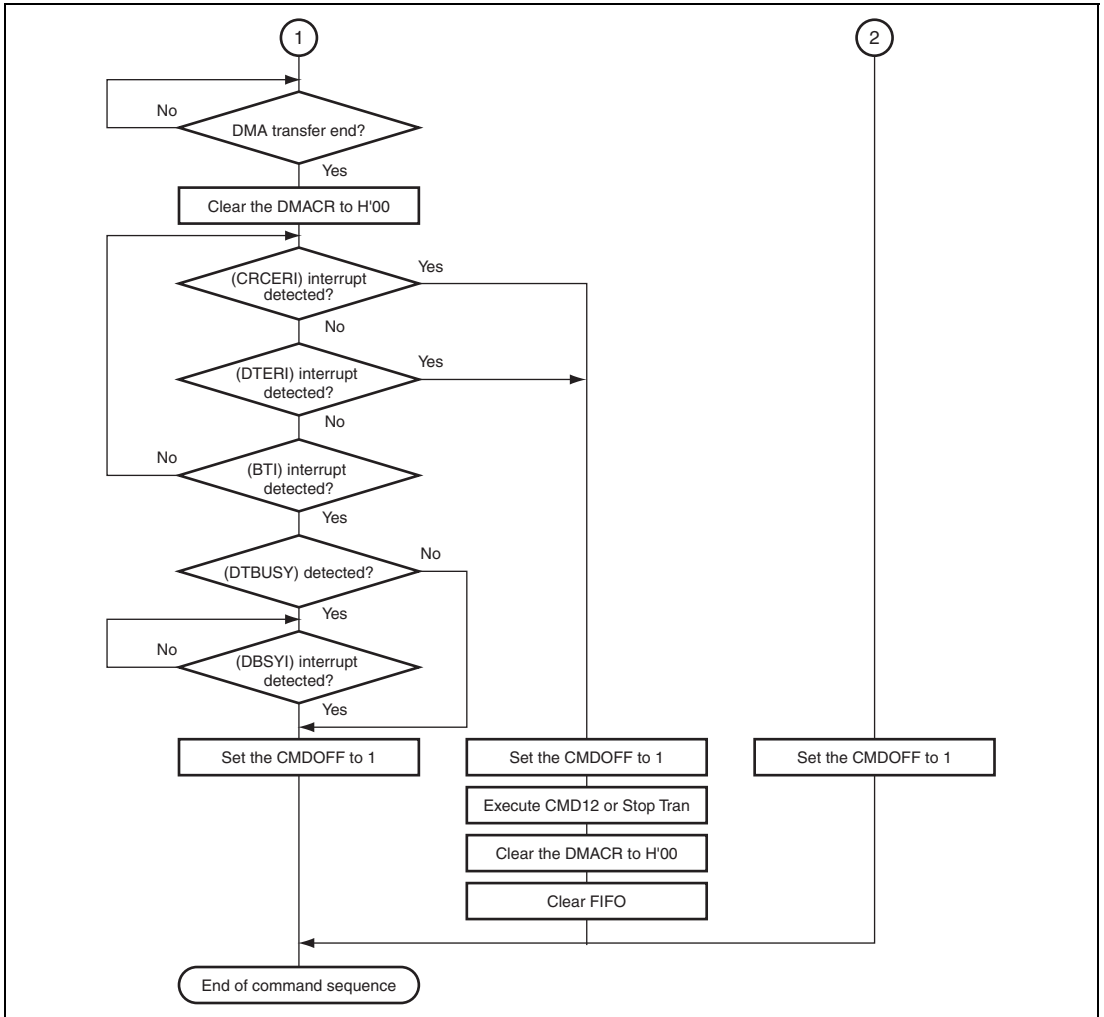 1
2
No
DMA transfer end?
Yes
Clear the DMACR to H'00
(CRCERI) interrupt
detected?
Yes
No
(DTERI) interrupt
detected?
Yes
No
No
(BTI) interrupt
detected?
Yes
No
(DTBUSY) detected?
Yes
No
(DBSYI) interrupt
detected?
Yes
Set the CMDOFF to 1
Set the CMDOFF to 1
Set the CMDOFF to 1
Execute CMD12 or Stop Tran
Clear the DMACR to H'00
Clear FIFO
End of command sequence